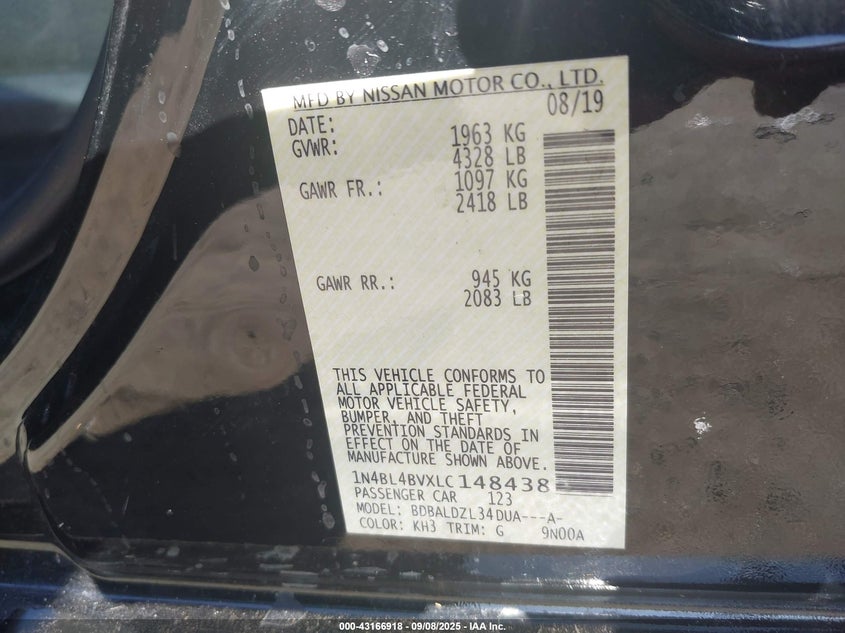 MFD BY NISSAN MOTOR CO., LTD.
DATE: 08/19
GVWR: 1963 KG
4328 LB
GAWR FR.: 1097 KG
2418 LB
GAWR RR.: 945 KG
2083 LB
THIS VEHICLE CONFORMS TO
ALL APPLICABLE FEDERAL
MOTOR VEHICLE SAFETY,
BUMPER, AND THEFT
PREVENTION STANDARDS IN
EFFECT ON THE DATE OF
MANUFACTURE SHOWN ABOVE.
1N4BL4BVXLC148438
PASSENGER CAR 123
MODEL: BDBALDZL34DUA---A-
COLOR: KH3 TRIM: G 9N00A
000-43166918 - 09/08/2025 - IAA Inc.